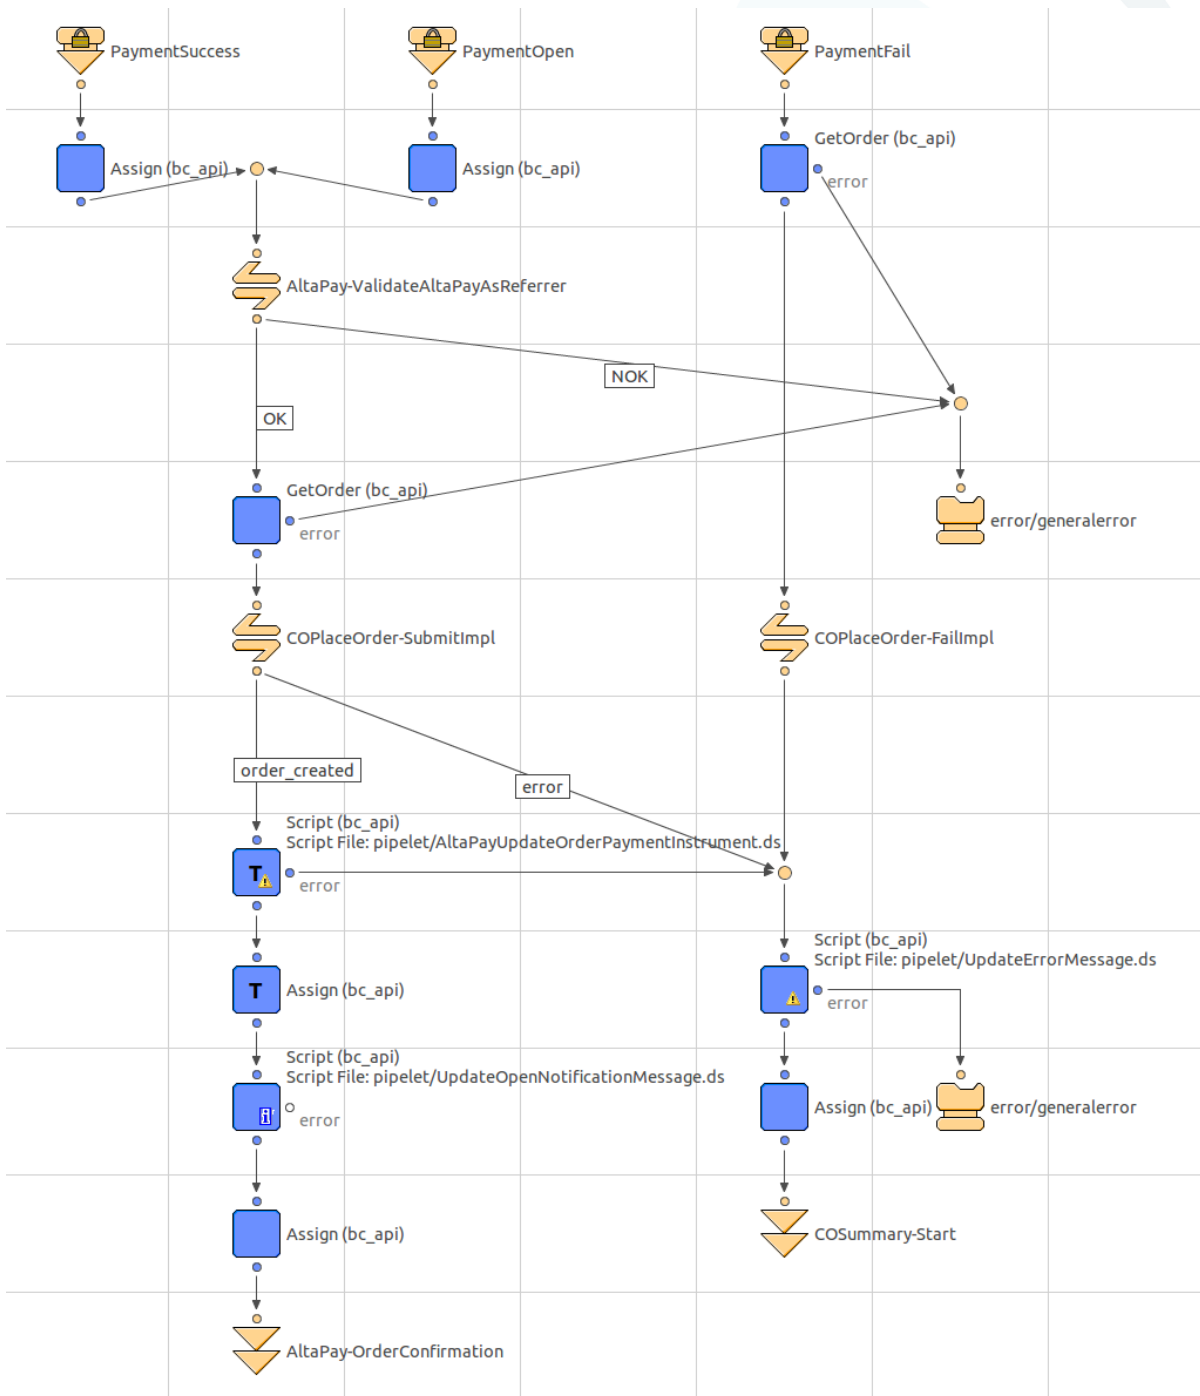 PaymentSuccess
PaymentOpen
PaymentFail
GetOrder (bc_api)
error
Assign (bc_api)
Assign (bc_api)
AltaPay-ValidateAltaPayAsReferrer
NOK
OK
GetOrder (bc_api)
error
error/generalerror
COPlaceOrder-SubmitImpl
COPlaceOrder-FailImpl
order_created
error
Script (bc_api)
Script File: pipelet/AltaPayUpdateOrderPaymentInstrument.ds
T
error
Script (bc_api)
Script File: pipelet/UpdateErrorMessage.ds
error
T
Assign (bc_api)
Script (bc_api)
Script File: pipelet/UpdateOpenNotificationMessage.ds
i
error
Assign (bc_api)
error/generalerror
Assign (bc_api)
COSummary-Start
AltaPay-OrderConfirmation